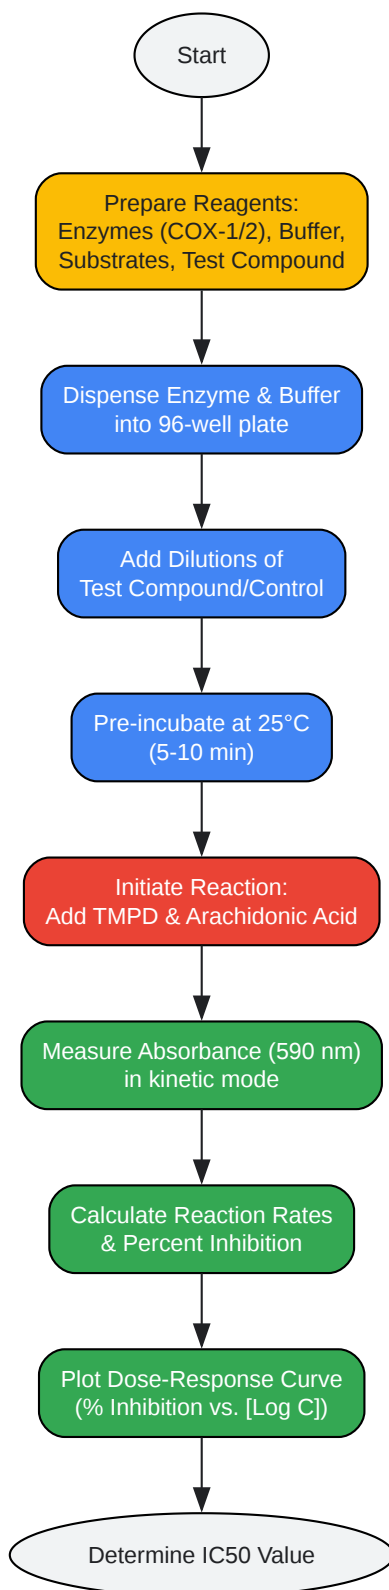 Start
Prepare Reagents:
Enzymes (COX-1/2), Buffer,
Substrates, Test Compound
Dispense Enzyme & Buffer
into 96-well plate
Add Dilutions of
Test Compound/Control
Pre-incubate at 25°C
(5-10 min)
Initiate Reaction:
Add TMPD & Arachidonic Acid
Measure Absorbance (590 nm)
in kinetic mode
Calculate Reaction Rates
& Percent Inhibition
Plot Dose-Response Curve
(% Inhibition vs. [Log C])
Determine IC50 Value